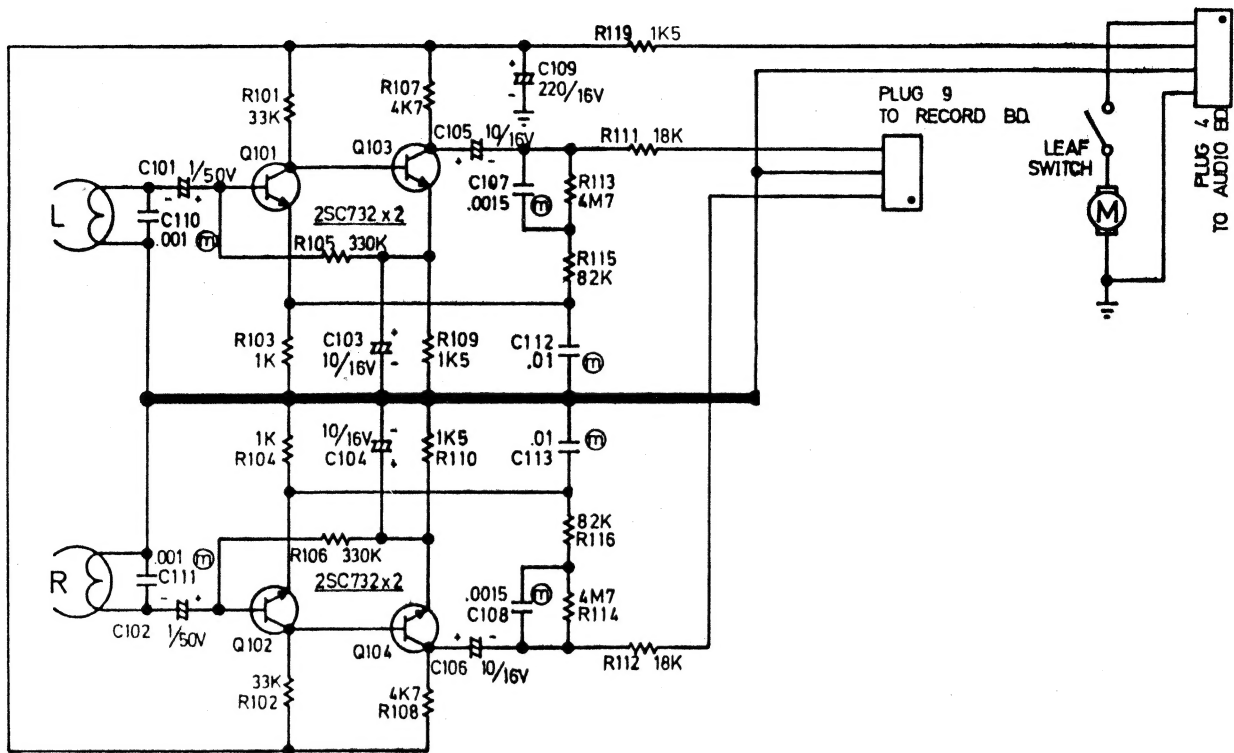 R119 1K5
C109
220/16V
R101
33K
R107
4K7
C105 10/16V
R111 18K
PLUG 9
TO RECORD BD.
PLUG 4
TO AUDIO BD.
LEAF
SWITCH
M
C101 1/50V
Q101
Q103
L
C110
.001 m
C107
.0015 m
R113
4M7
2SC732x2
R105 330K
R115
82K
R103
1K
C103
10/16V
R109
1K5
C112
.01 m
1K
R104
10/16V
C104
1K5
R110
.01 m
C113
82K
R116
R106 330K
R
.001 m
C111
2SC732x2
.0015 m
C108
4M7
R114
C102
1/50V
Q102
Q104
C106 10/16V
R112 18K
33K
R102
4K7
R108